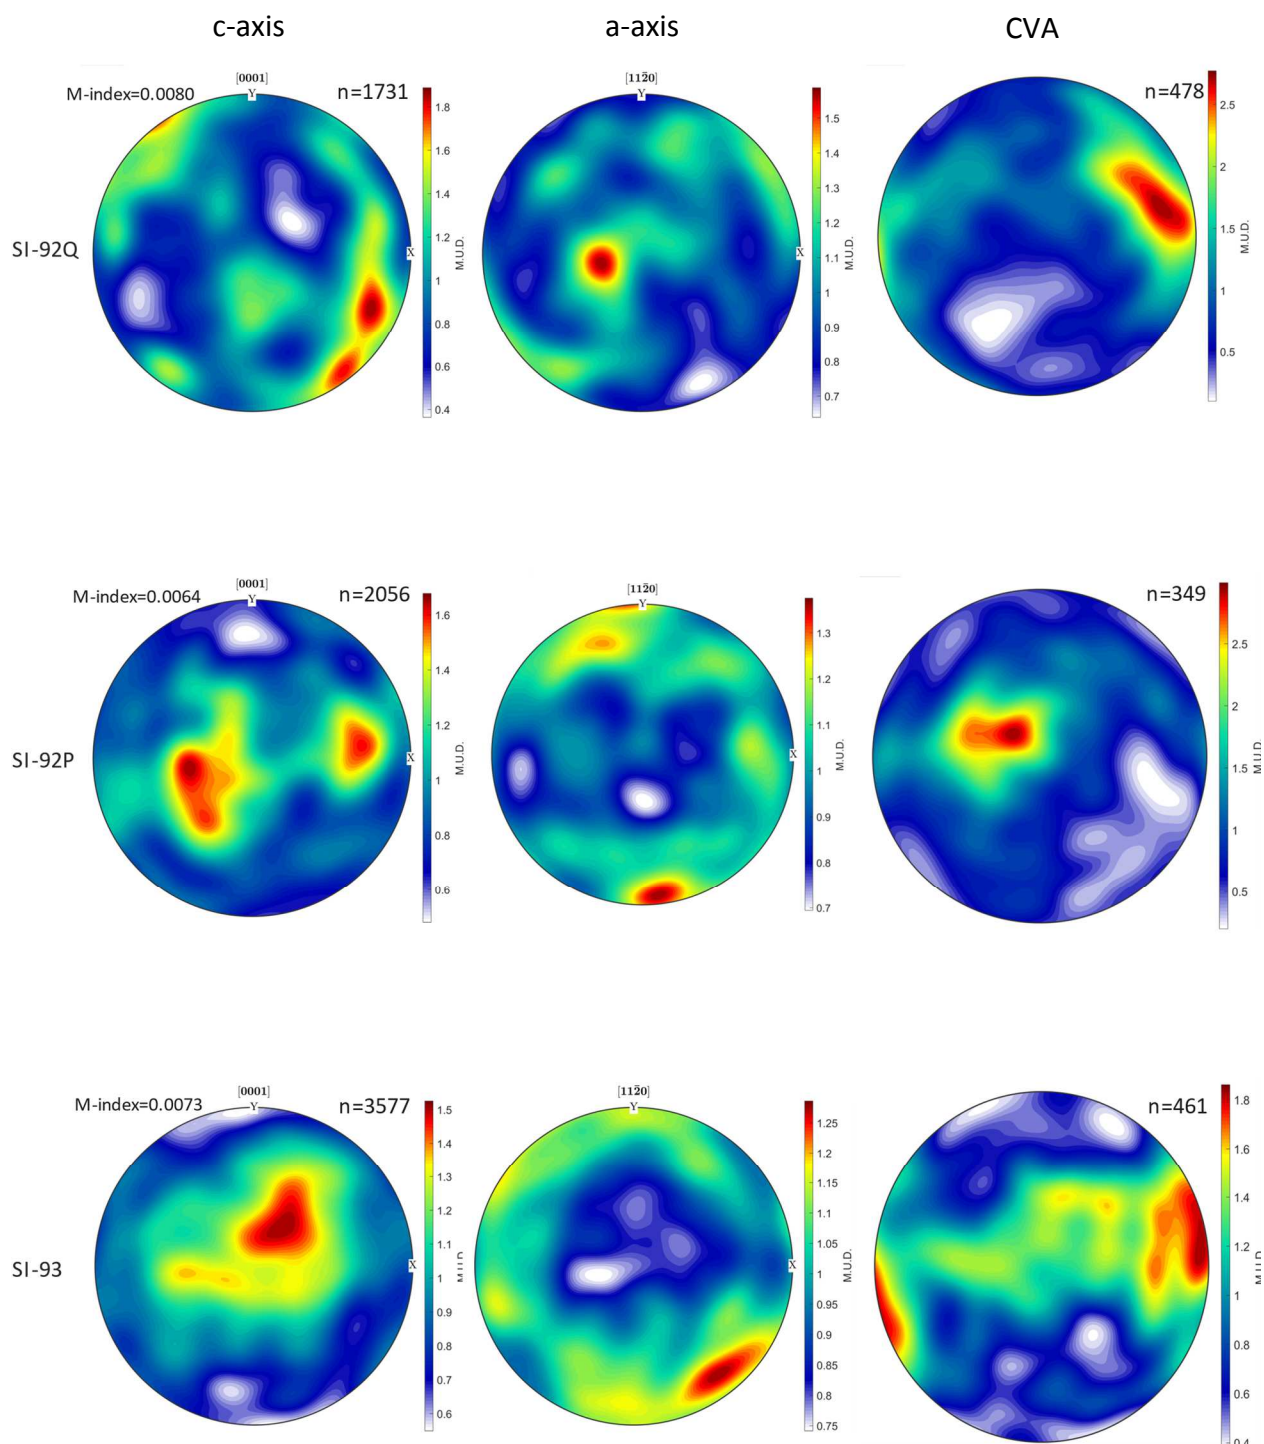 c-axis a-axis CVA
M-index=0.0080 [0001] n=1731 [112̄0] n=478
Y Y
1.8 1.6 1.4 1.2 1 0.8 0.6 0.4 M.U.D.
1.5 1.4 1.3 1.2 1.1 1 0.9 0.8 0.7 M.U.D.
2.5 2 1.5 1 0.5 M.U.D.
SI-92Q X X
M-index=0.0064 [0001] n=2056 [112̄0] n=349
Y Y
1.6 1.4 1.2 1 0.8 0.6 M.U.D.
1.3 1.2 1.1 1 0.9 0.8 0.7 M.U.D.
2.5 2 1.5 1 0.5 M.U.D.
SI-92P X X
M-index=0.0073 [0001] n=3577 [112̄0] n=461
Y Y
1.5 1.4 1.3 1.2 1.1 1 0.9 0.8 0.7 0.6 M.U.D.
1.25 1.2 1.15 1.1 1.05 1 0.95 0.9 0.85 0.8 0.75 M.U.D.
1.8 1.6 1.4 1.2 1 0.8 0.6 0.4 M.U.D.
SI-93 X X